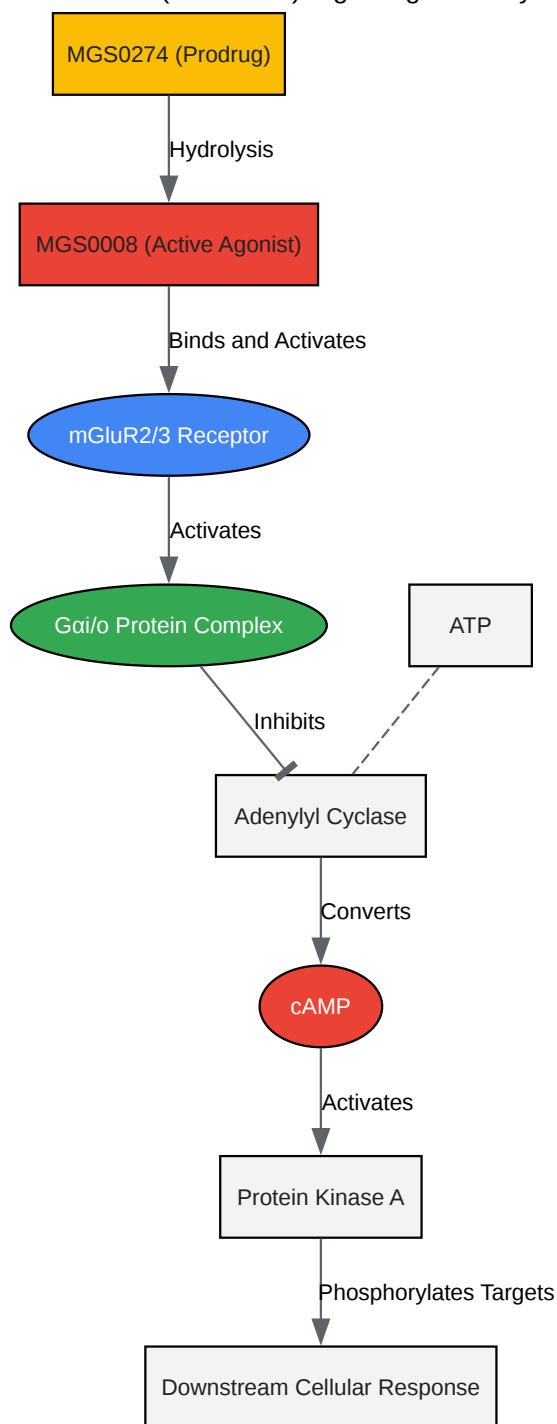 MGS0274 (Prodrug)
Hydrolysis
MGS0008 (Active Agonist)
Binds and Activates
mGluR2/3 Receptor
Activates
Gαi/o Protein Complex
ATP
Inhibits
Adenylyl Cyclase
Converts
cAMP
Activates
Protein Kinase A
Phosphorylates Targets
Downstream Cellular Response